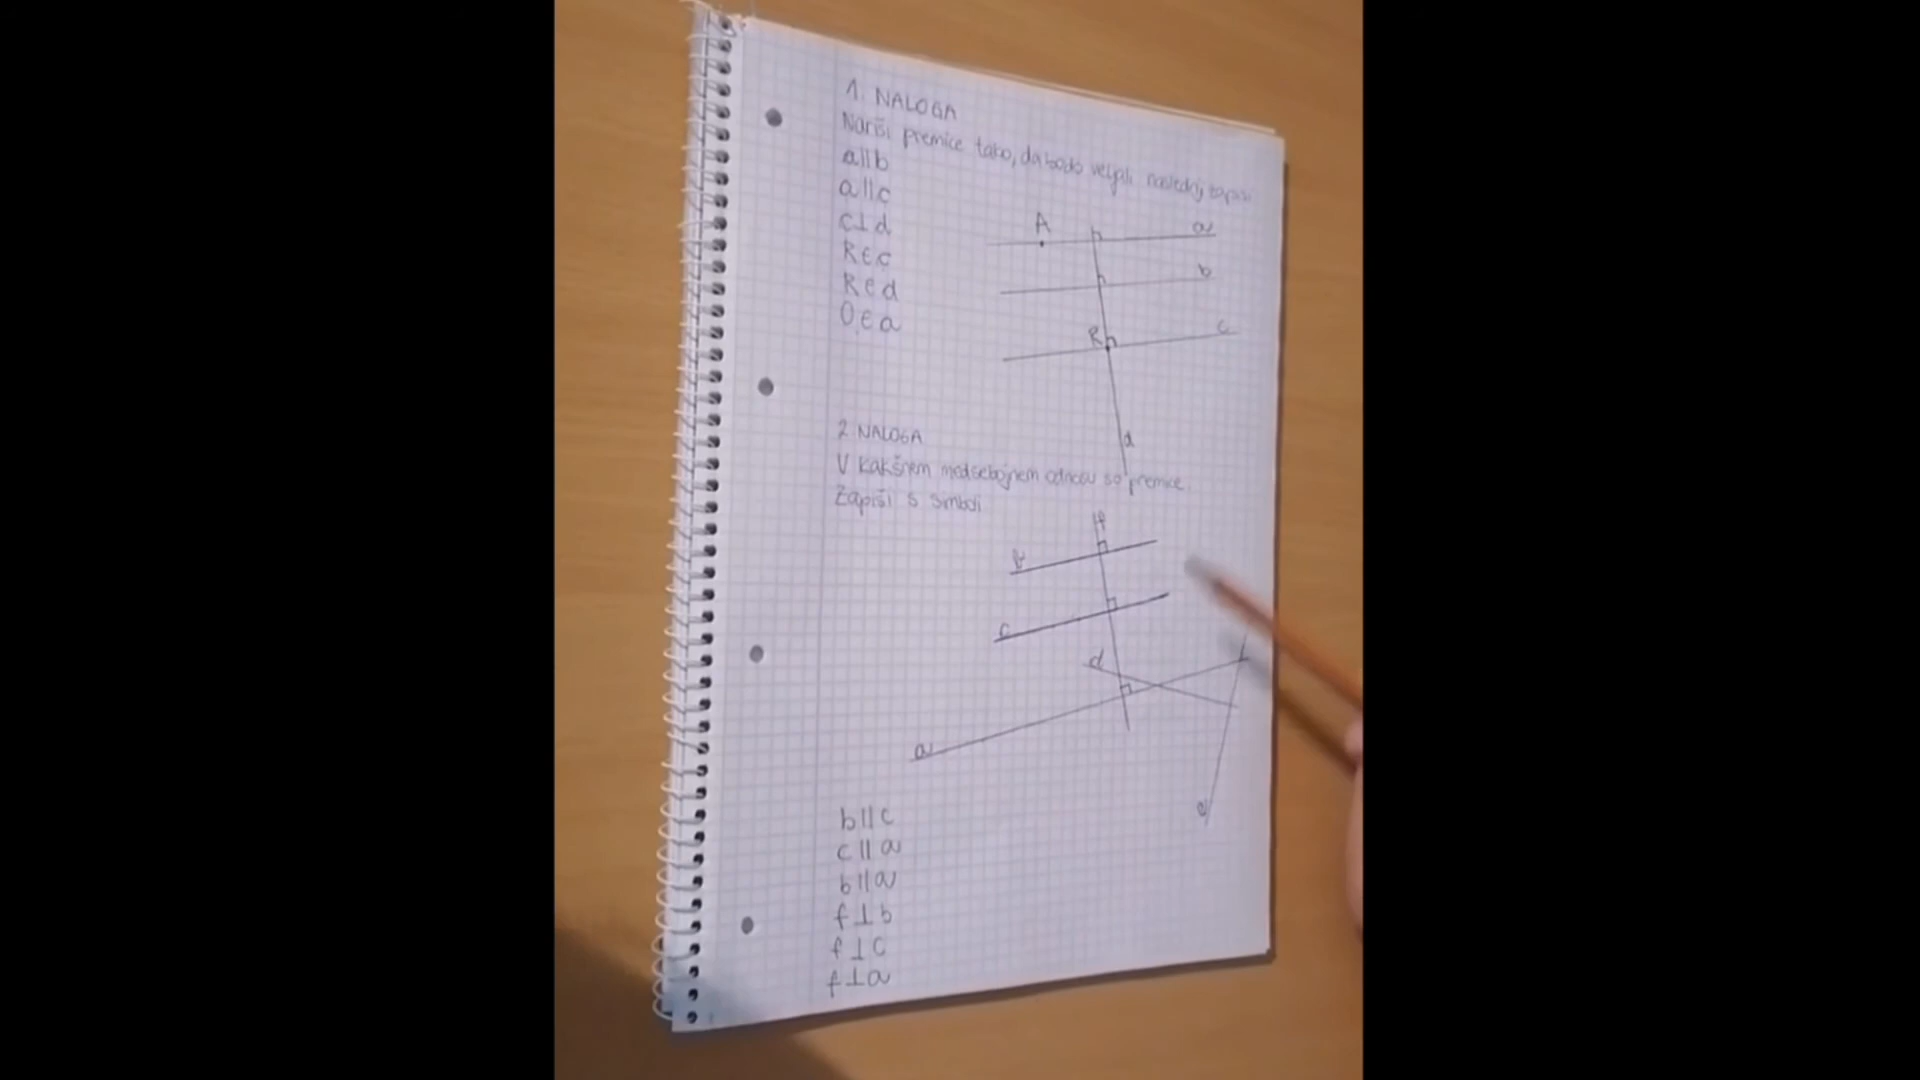 1. NALOGA
Nariši premice tako, da bodo veljali naslednji zapisi
a||b
a||c
c⊥d
R∈c
R∈d
O∈a
A
a
b
R
c
d
2. NALOGA
V kakšnem medsebojnem odnosu so premice.
Zapiši s simboli
f
b
c
d
a
e
b||c
c||a
b||a
f⊥b
f⊥c
f⊥a